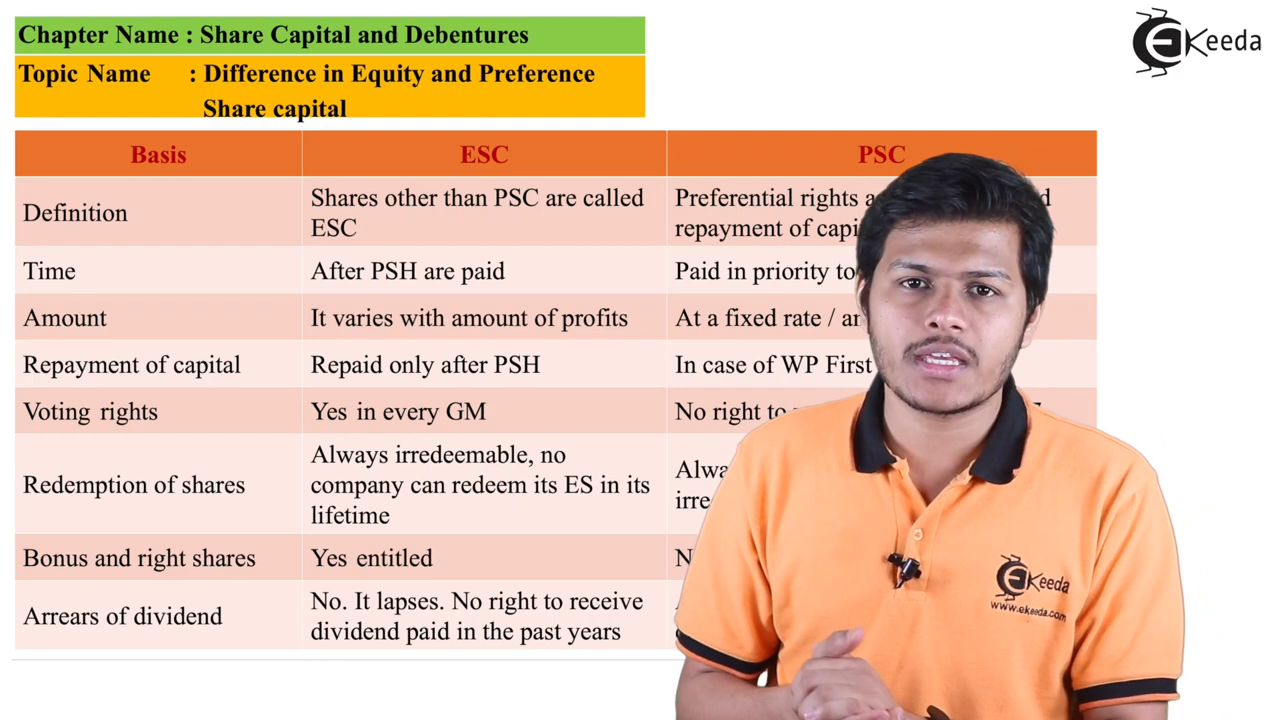 Chapter Name : Share Capital and Debentures
Topic Name : Difference in Equity and Preference
Share capital
EKeeda
Basis ESC PSC
Definition
Shares other than PSC are called
ESC
Preferential rights
repayment of
Time After PSH are paid Paid in priority to
Amount It varies with amount of profits At a fixed rate /
Repayment of capital Repaid only after PSH In case of WP First
Voting rights Yes in every GM No right to
Redemption of shares
Always irredeemable, no
company can redeem its ES in its
lifetime
Bonus and right shares Yes entitled
Arrears of dividend
No. It lapses. No right to receive
dividend paid in the past years
EKeeda
www.ekeeda.com